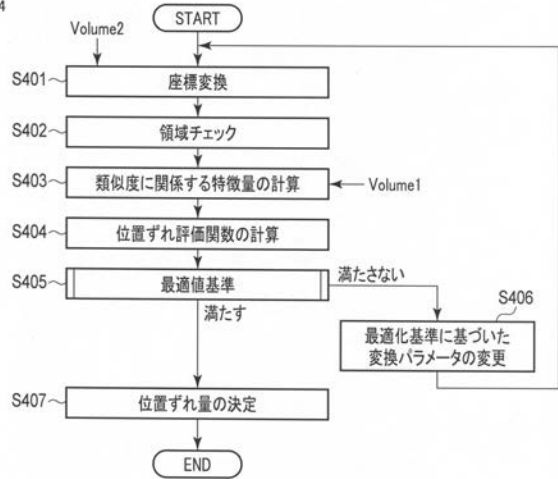 4
START
Volume2
S401
座標変換
S402
領域チェック
S403
類似度に関係する特徴量の計算
Volume1
S404
位置ずれ評価関数の計算
S405
最適値基準
満たさない
満たす
S406
最適化基準に基づいた
変換パラメータの変更
S407
位置ずれ量の決定
END